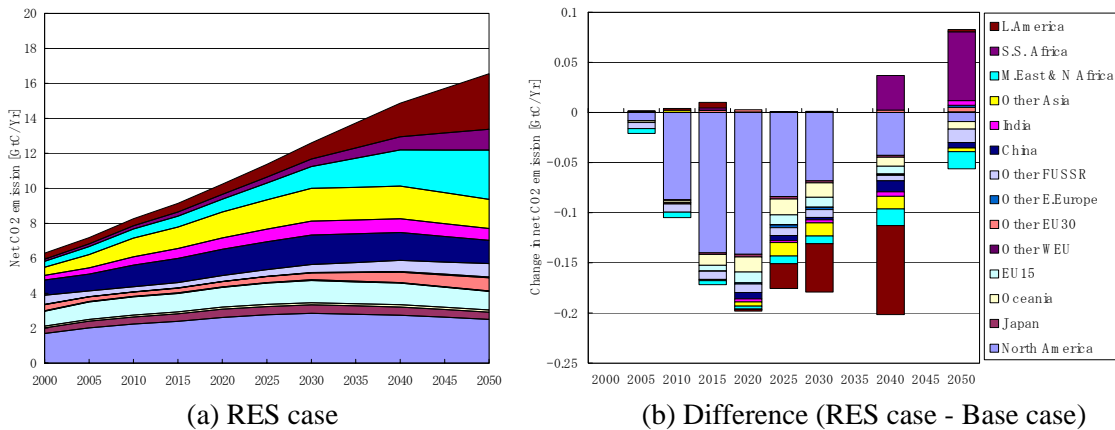 Net CO2 emission [GtC/Yr]
20
18
16
14
12
10
8
6
4
2
0
2000 2005 2010 2015 2020 2025 2030 2035 2040 2045 2050
(a) RES case
Change in net CO2 emission [GtC/Yr]
0.1
0.05
0
-0.05
-0.1
-0.15
-0.2
-0.25
2000 2005 2010 2015 2020 2025 2030 2035 2040 2045 2050
L.America
S.S. Africa
M.East & N Africa
Other Asia
India
China
Other FUSSR
Other E.Europe
Other EU30
Other WEU
EU15
Oceania
Japan
North America
(b) Difference (RES case - Base case)